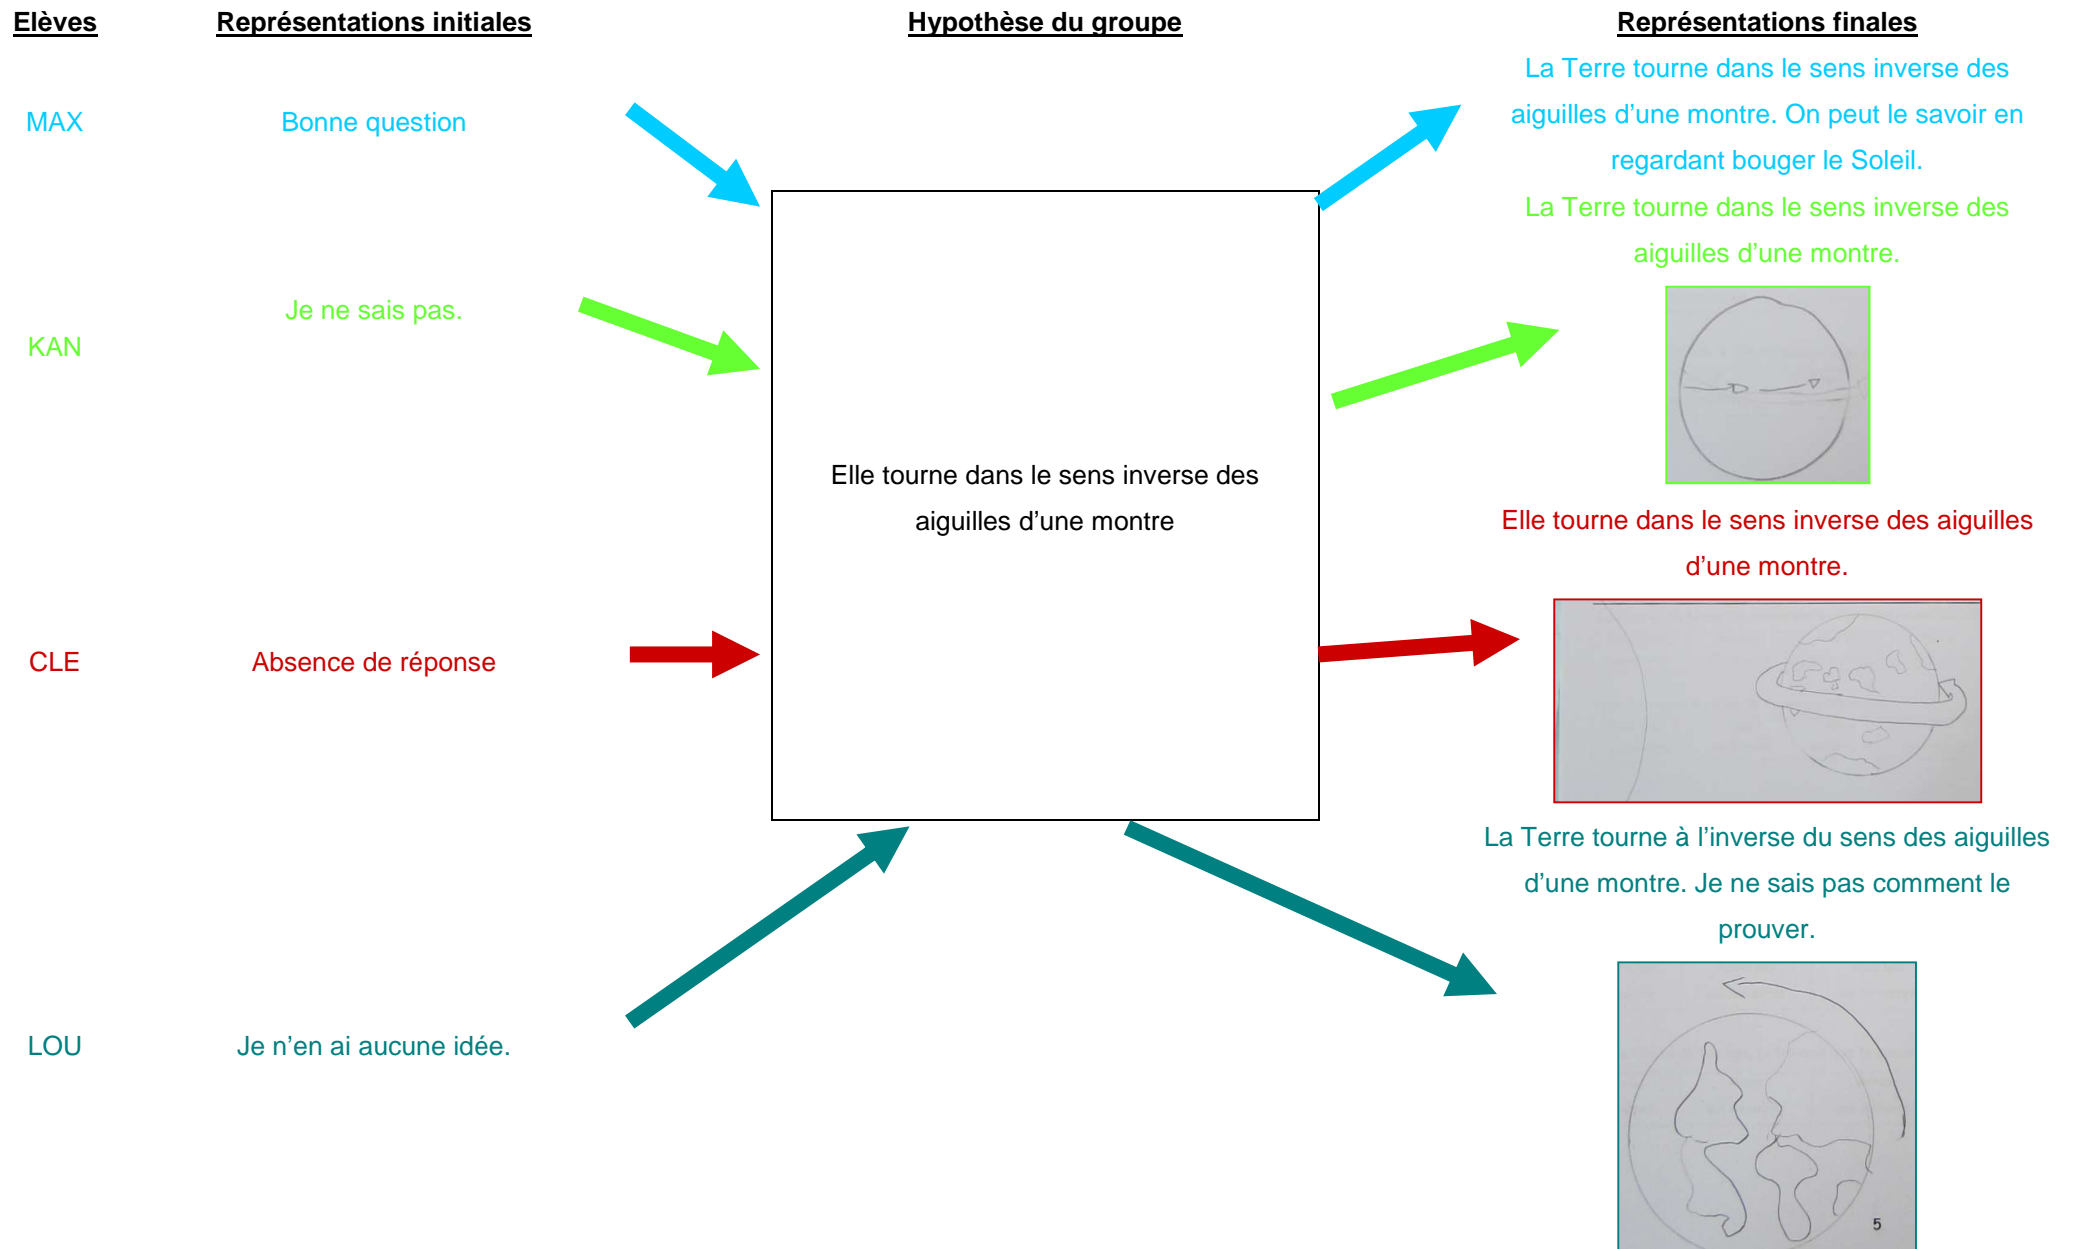 Elèves
Représentations initiales
Hypothèse du groupe
Représentations finales
MAX
Bonne question
La Terre tourne dans le sens inverse des
aiguilles d’une montre. On peut le savoir en
regardant bouger le Soleil.
KAN
Je ne sais pas.
La Terre tourne dans le sens inverse des
aiguilles d’une montre.
Elle tourne dans le sens inverse des
aiguilles d’une montre
CLE
Absence de réponse
Elle tourne dans le sens inverse des aiguilles
d’une montre.
LOU
Je n’en ai aucune idée.
La Terre tourne à l’inverse du sens des aiguilles
d’une montre. Je ne sais pas comment le
prouver.
5